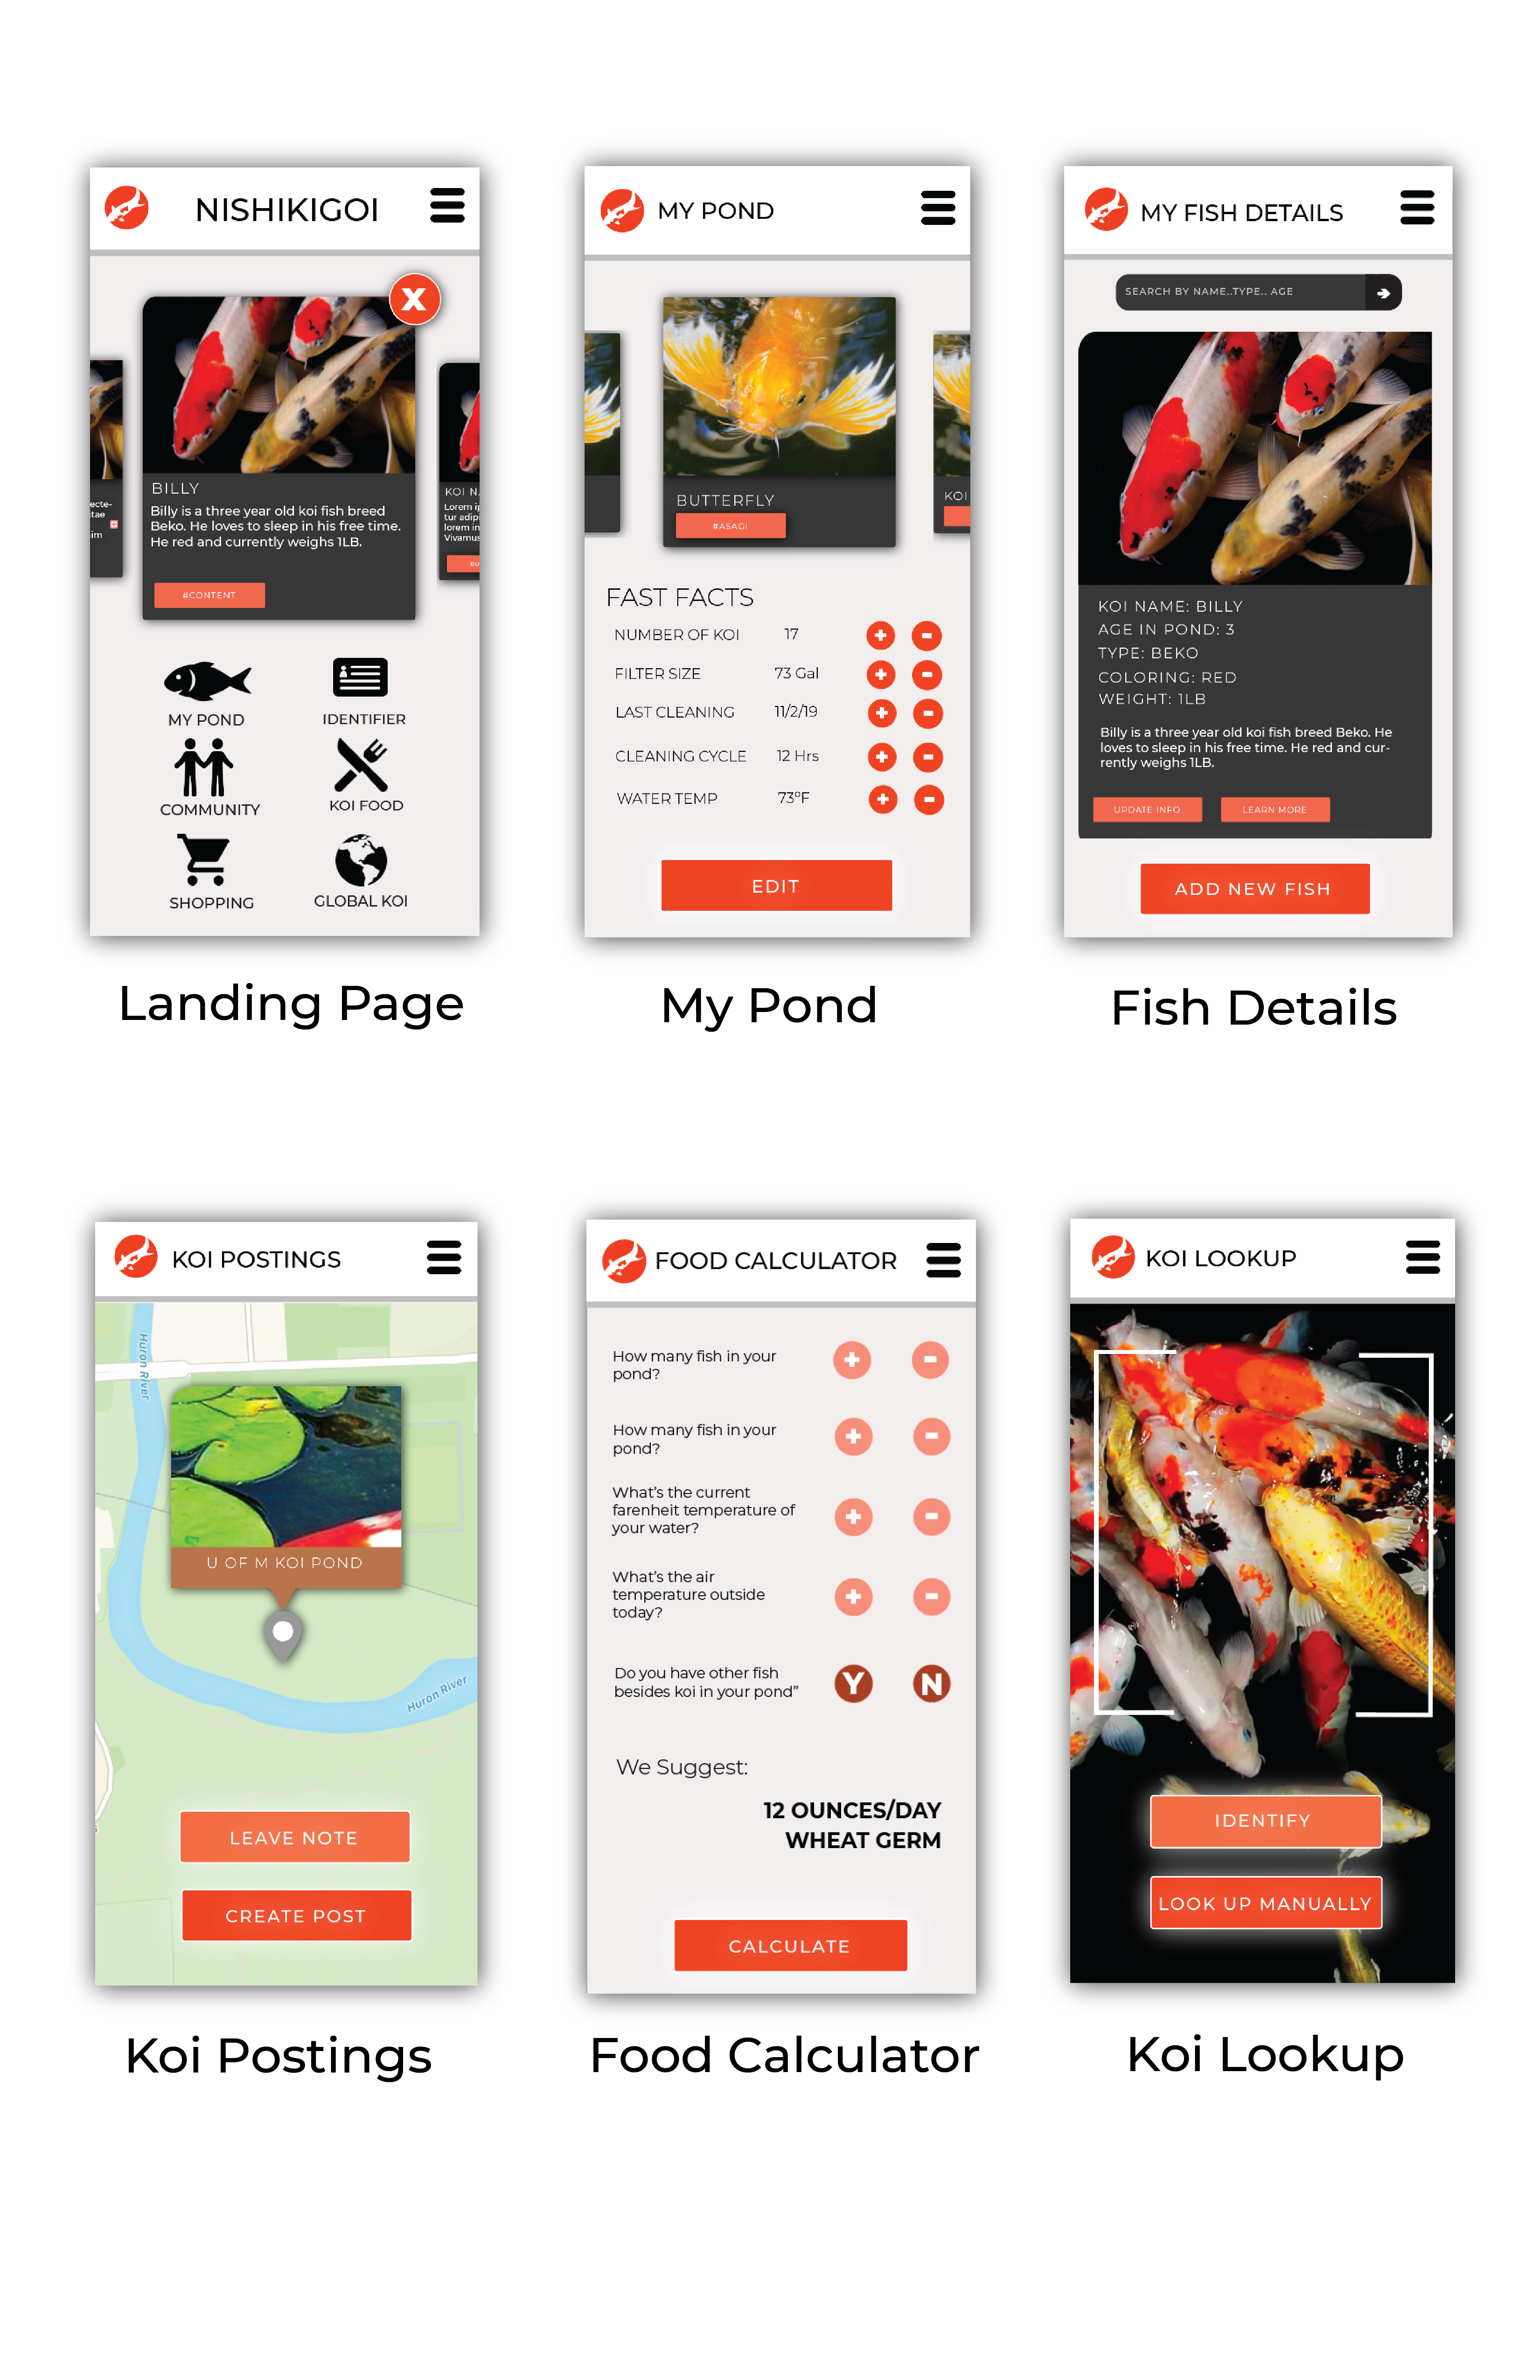 NISHIKIGOI
BILLY
Billy is a three year old koi fish breed
Beko. He loves to sleep in his free time.
He red and currently weighs 1LB.
#CONTENT
ecte-
tae
im
KOI N
Lorem i
tur adipi
lorem in
Vivamus
BU
MY POND
IDENTIFIER
COMMUNITY
KOI FOOD
SHOPPING
GLOBAL KOI
Landing Page
MY POND
BUTTERFLY
#ASAGI
KOI
FAST FACTS
NUMBER OF KOI 17
FILTER SIZE 73 Gal
LAST CLEANING 11/2/19
CLEANING CYCLE 12 Hrs
WATER TEMP 73°F
EDIT
My Pond
MY FISH DETAILS
SEARCH BY NAME..TYPE.. AGE
KOI NAME: BILLY
AGE IN POND: 3
TYPE: BEKO
COLORING: RED
WEIGHT: 1LB
Billy is a three year old koi fish breed Beko. He
loves to sleep in his free time. He red and cur-
rently weighs 1LB.
UPDATE INFO
LEARN MORE
ADD NEW FISH
Fish Details
KOI POSTINGS
Huron River
U OF M KOI POND
Huron River
LEAVE NOTE
CREATE POST
Koi Postings
FOOD CALCULATOR
How many fish in your
pond?
How many fish in your
pond?
What's the current
farenheit temperature of
your water?
What's the air
temperature outside
today?
Do you have other fish
besides koi in your pond"
Y N
We Suggest:
12 OUNCES/DAY
WHEAT GERM
CALCULATE
Food Calculator
KOI LOOKUP
IDENTIFY
LOOK UP MANUALLY
Koi Lookup